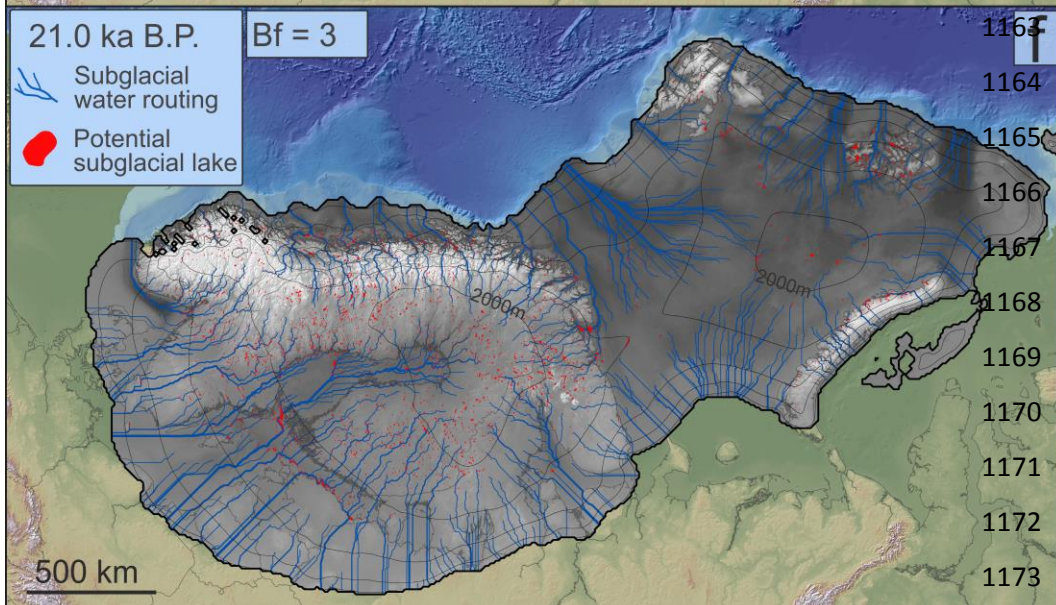 21.0 ka B.P.
Bf = 3
Subglacial
water routing
Potential
subglacial lake
f
2000m
2000m
500 km
1163
1164
1165
1166
1167
1168
1169
1170
1171
1172
1173